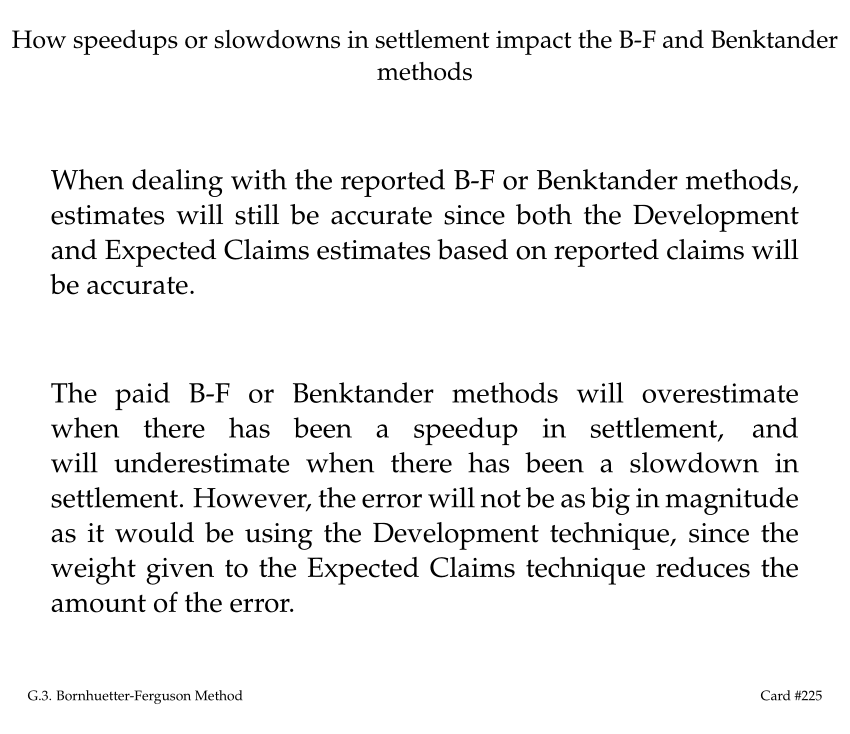 How speedups or slowdowns in settlement impact the B-F and Benktander
methods
When dealing with the reported B-F or Benktander methods,
estimates will still be accurate since both the Development
and Expected Claims estimates based on reported claims will
be accurate.
The paid B-F or Benktander methods will overestimate
when there has been a speedup in settlement, and
will underestimate when there has been a slowdown in
settlement. However, the error will not be as big in magnitude
as it would be using the Development technique, since the
weight given to the Expected Claims technique reduces the
amount of the error.
G.3. Bornhuetter-Ferguson Method
Card #225